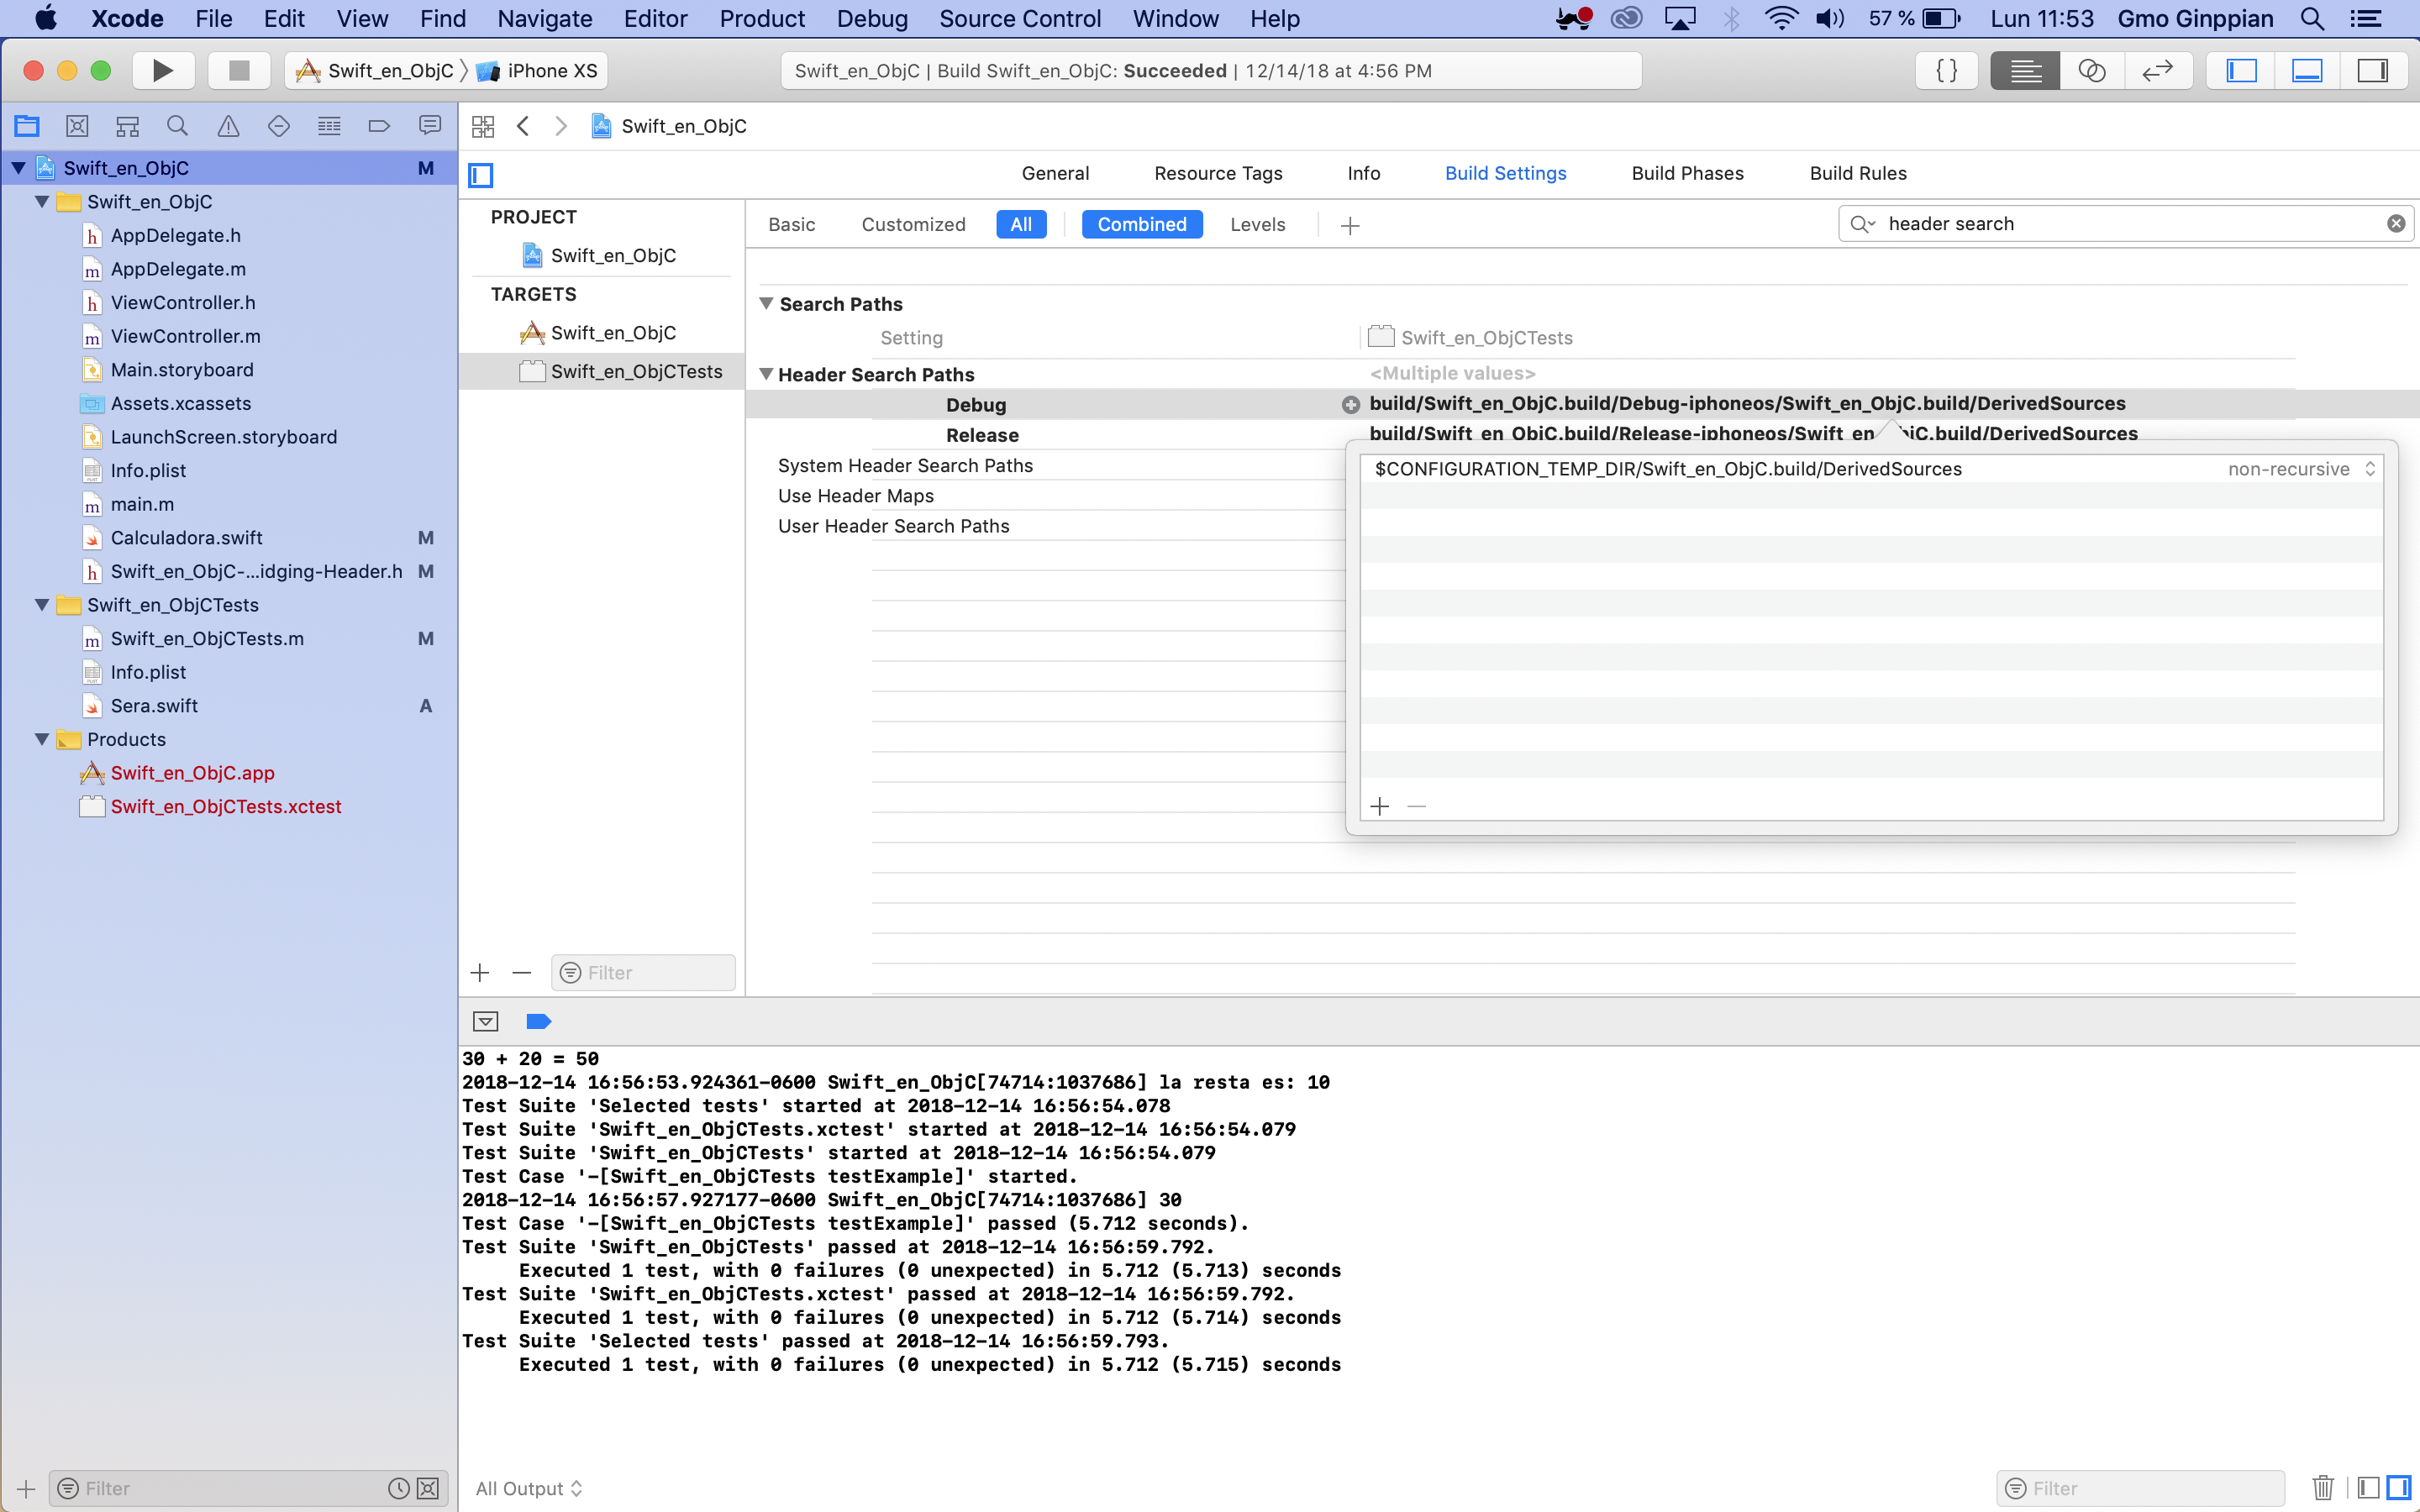 Xcode File Edit View Find Navigate Editor Product Debug Source Control Window Help 57 % Lun 11:53 Gmo Ginppian
Swift_en_ObjC iPhone XS Swift_en_ObjC | Build Swift_en_ObjC: Succeeded | 12/14/18 at 4:56 PM { }
Swift_en_ObjC M
Swift_en_ObjC
h AppDelegate.h
m AppDelegate.m
h ViewController.h
m ViewController.m
Main.storyboard
Assets.xcassets
LaunchScreen.storyboard
Info.plist
m main.m
Calculadora.swift M
h Swift_en_ObjC-...idging-Header.h M
Swift_en_ObjCTests
m Swift_en_ObjCTests.m M
Info.plist
Sera.swift A
Products
Swift_en_ObjC.app
Swift_en_ObjCTests.xctest
Filter
Swift_en_ObjC
General Resource Tags Info Build Settings Build Phases Build Rules
PROJECT
Swift_en_ObjC
TARGETS
Swift_en_ObjC
Swift_en_ObjCTests
Filter
Basic Customized All Combined Levels header search
Search Paths
Setting Swift_en_ObjCTests
Header Search Paths <Multiple values>
Debug build/Swift_en_ObjC.build/Debug-iphoneos/Swift_en_ObjC.build/DerivedSources
Release build/Swift_en_ObjC.build/Release-iphoneos/Swift_en_ObjC.build/DerivedSources
System Header Search Paths
Use Header Maps
User Header Search Paths
$CONFIGURATION_TEMP_DIR/Swift_en_ObjC.build/DerivedSources non-recursive
30 + 20 = 50
2018-12-14 16:56:53.924361-0600 Swift_en_ObjC[74714:1037686] la resta es: 10
Test Suite 'Selected tests' started at 2018-12-14 16:56:54.078
Test Suite 'Swift_en_ObjCTests.xctest' started at 2018-12-14 16:56:54.079
Test Suite 'Swift_en_ObjCTests' started at 2018-12-14 16:56:54.079
Test Case '-[Swift_en_ObjCTests testExample]' started.
2018-12-14 16:56:57.927177-0600 Swift_en_ObjC[74714:1037686] 30
Test Case '-[Swift_en_ObjCTests testExample]' passed (5.712 seconds).
Test Suite 'Swift_en_ObjCTests' passed at 2018-12-14 16:56:59.792.
Executed 1 test, with 0 failures (0 unexpected) in 5.712 (5.713) seconds
Test Suite 'Swift_en_ObjCTests.xctest' passed at 2018-12-14 16:56:59.792.
Executed 1 test, with 0 failures (0 unexpected) in 5.712 (5.714) seconds
Test Suite 'Selected tests' passed at 2018-12-14 16:56:59.793.
Executed 1 test, with 0 failures (0 unexpected) in 5.712 (5.715) seconds
All Output Filter